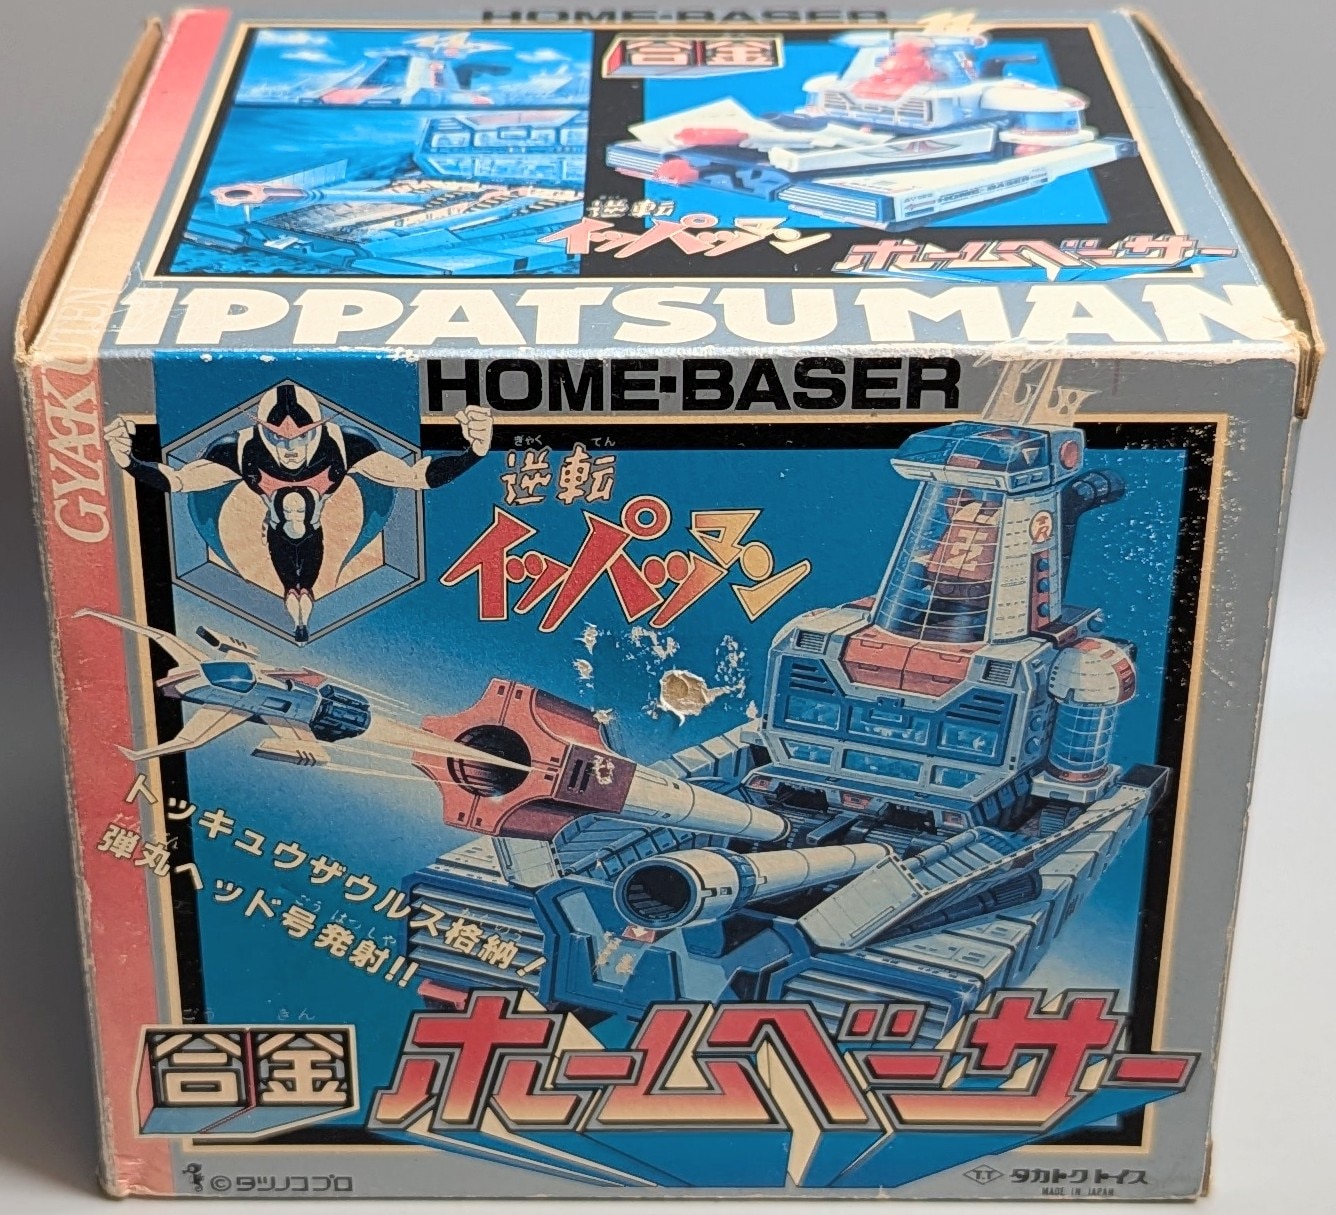 HOME-BASER
合金
逆転
イッパツマン
ホームベーサー
IPPATSUMAN
GYAKUTEN
HOME-BASER
ぎゃく てん
逆転
イッパツマン
トッキュウザウルス格納!
弾丸ヘッド号発射!!
ごう きん
合金
ホームベーサー
©タツノコプロ
T.T タカトクトイス
MADE IN JAPAN